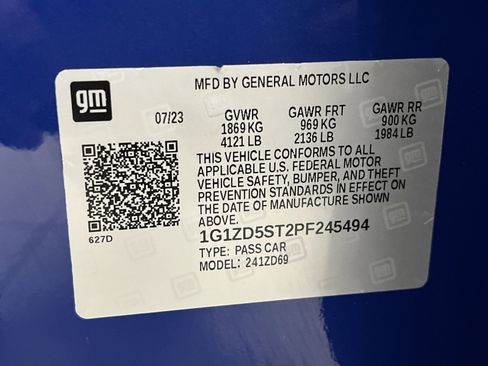 gm
MFD BY GENERAL MOTORS LLC
07/23 GVWR GAWR FRT GAWR RR
1869 KG 969 KG 900 KG
4121 LB 2136 LB 1984 LB
THIS VEHICLE CONFORMS TO ALL
APPLICABLE U.S. FEDERAL MOTOR
VEHICLE SAFETY, BUMPER, AND THEFT
PREVENTION STANDARDS IN EFFECT ON
THE DATE OF MANUFACTURE SHOWN
ABOVE.
627D
1G1ZD5ST2PF245494
TYPE: PASS CAR
MODEL: 241ZD69